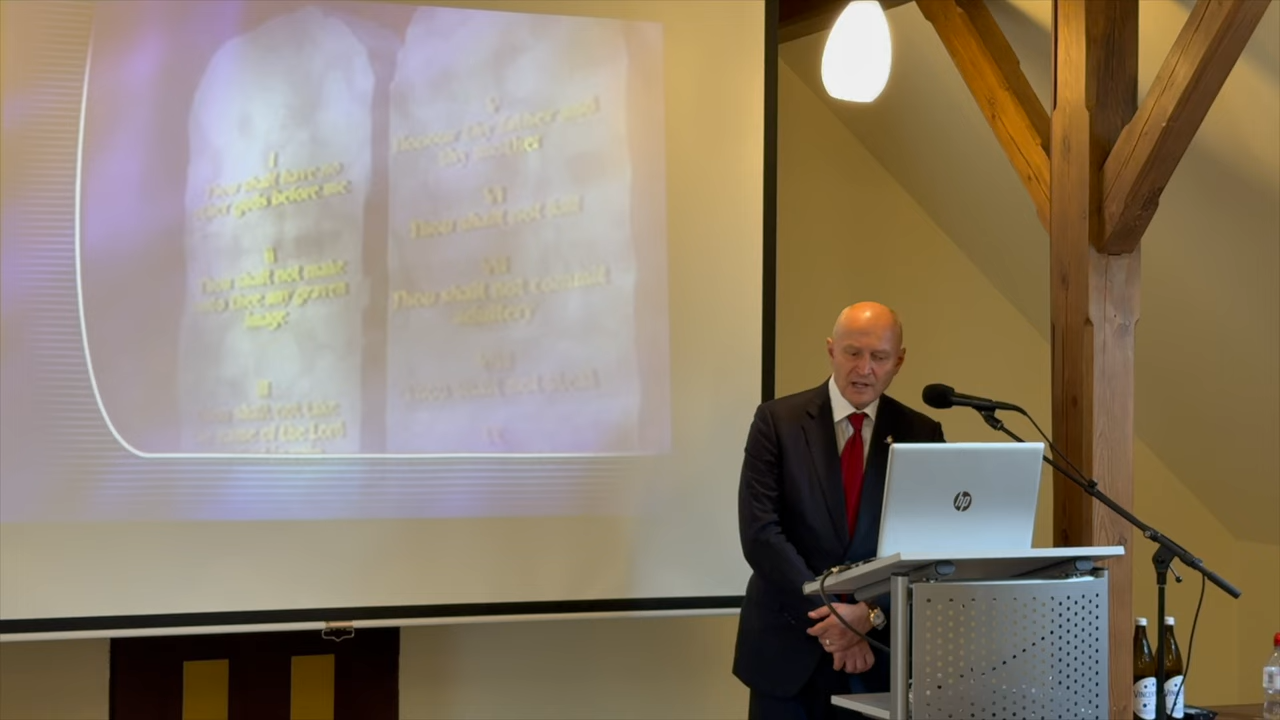 I
Thou shalt have no
other gods before me
II
Thou shalt not make
unto thee any graven
image
III
Thou shalt not take
the name of the Lord
V
Honour thy father and
thy mother
VI
Thou shalt not kill
VII
Thou shalt not commit
adultery
VIII
Thou shalt not steal
IX
hp